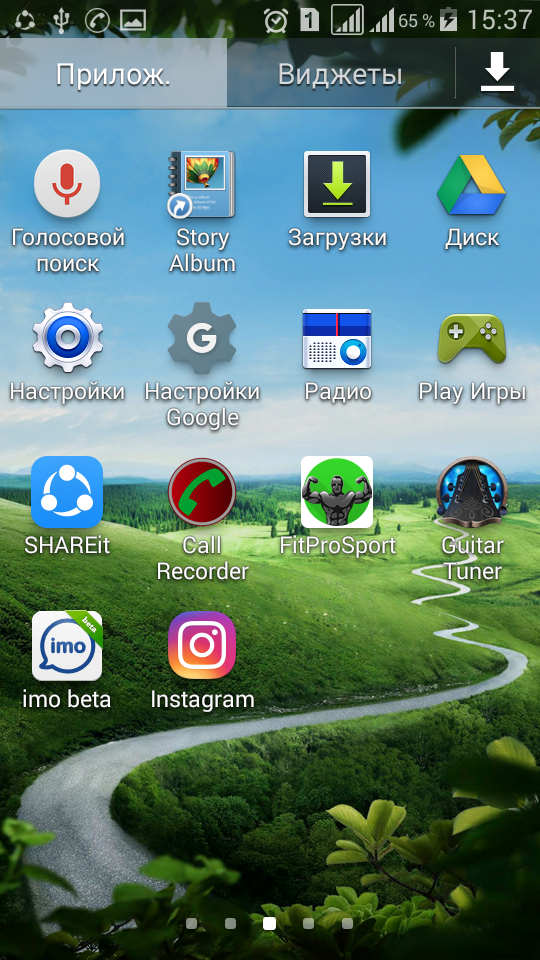 1 65 % 15:37
Прилож. Виджеты
Голосовой поиск
Story Album
Загрузки
Диск
Настройки
G
Настройки Google
Радио
Play Игры
SHAREit
Call Recorder
FitProSport
Guitar Tuner
imo beta
imo beta
Instagram